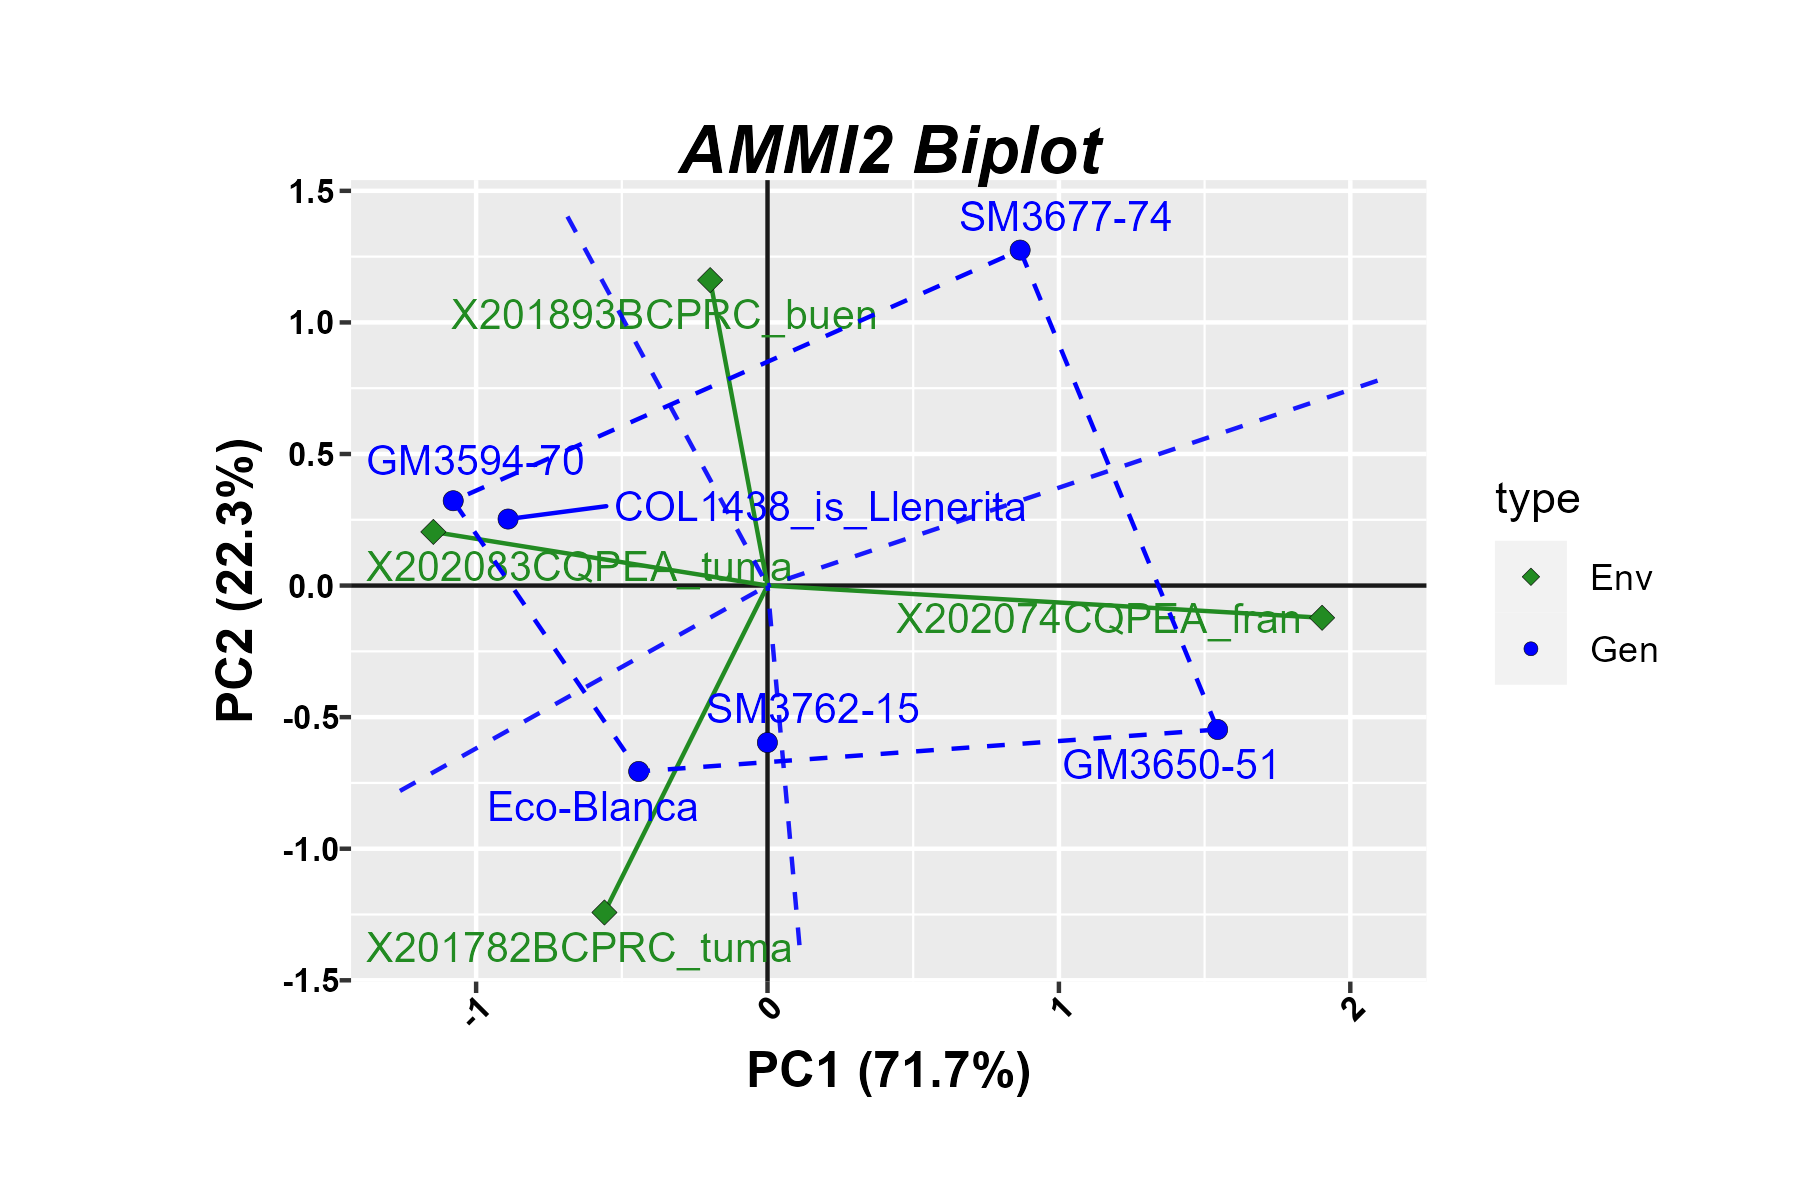 AMMI2 Biplot
1.5
1.0
0.5
0.0
-0.5
-1.0
-1.5
PC2 (22.3%)
SM3677-74
X201893BCPRC_buen
GM3594-70
COL1438_is_Llenerita
X202083CQPEA_tuma
X202074CQPEA_fran
SM3762-15
GM3650-51
Eco-Blanca
X201782BCPRC_tuma
-1
0
1
2
PC1 (71.7%)
type
Env
Gen